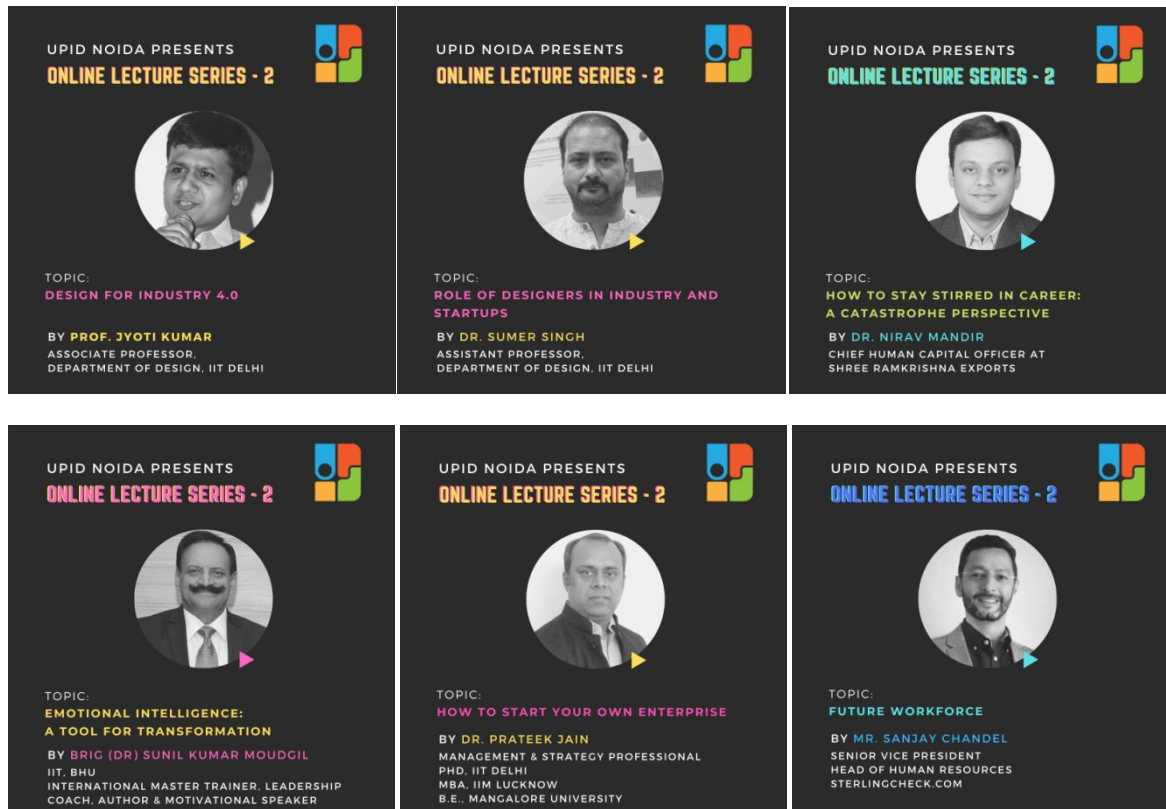 UPID NOIDA PRESENTS
ONLINE LECTURE SERIES - 2
TOPIC:
DESIGN FOR INDUSTRY 4.0
BY PROF. JYOTI KUMAR
ASSOCIATE PROFESSOR,
DEPARTMENT OF DESIGN, IIT DELHI
UPID NOIDA PRESENTS
ONLINE LECTURE SERIES - 2
TOPIC:
ROLE OF DESIGNERS IN INDUSTRY AND
STARTUPS
BY DR. SUMER SINGH
ASSISTANT PROFESSOR,
DEPARTMENT OF DESIGN, IIT DELHI
UPID NOIDA PRESENTS
ONLINE LECTURE SERIES - 2
TOPIC:
HOW TO STAY STIRRED IN CAREER:
A CATASTROPHE PERSPECTIVE
BY DR. NIRAV MANDIR
CHIEF HUMAN CAPITAL OFFICER AT
SHREE RAMKRISHNA EXPORTS
UPID NOIDA PRESENTS
ONLINE LECTURE SERIES - 2
TOPIC:
EMOTIONAL INTELLIGENCE:
A TOOL FOR TRANSFORMATION
BY BRIG (DR) SUNIL KUMAR MOUDGIL
IIT, BHU
INTERNATIONAL MASTER TRAINER, LEADERSHIP
COACH, AUTHOR & MOTIVATIONAL SPEAKER
UPID NOIDA PRESENTS
ONLINE LECTURE SERIES - 2
TOPIC:
HOW TO START YOUR OWN ENTERPRISE
BY DR. PRATEEK JAIN
MANAGEMENT & STRATEGY PROFESSIONAL
PHD, IIT DELHI
MBA, IIM LUCKNOW
B.E., MANGALORE UNIVERSITY
UPID NOIDA PRESENTS
ONLINE LECTURE SERIES - 2
TOPIC:
FUTURE WORKFORCE
BY MR. SANJAY CHANDEL
SENIOR VICE PRESIDENT
HEAD OF HUMAN RESOURCES
STERLINGCHECK.COM